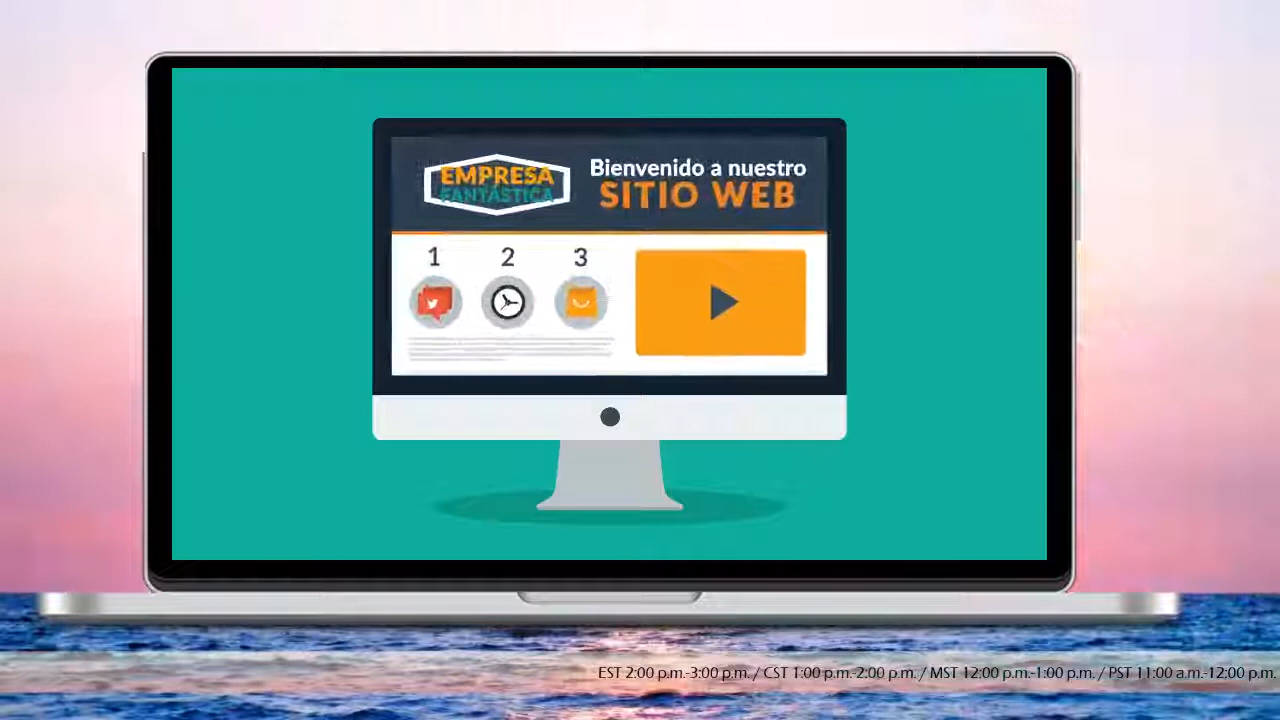 EMPRESA
FANTÁSTICA
Bienvenido a nuestro
SITIO WEB
1 2 3
EST 2:00 p.m.-3:00 p.m. / CST 1:00 p.m.-2:00 p.m. / MST 12:00 p.m.-1:00 p.m. / PST 11:00 a.m.-12:00 p.m.